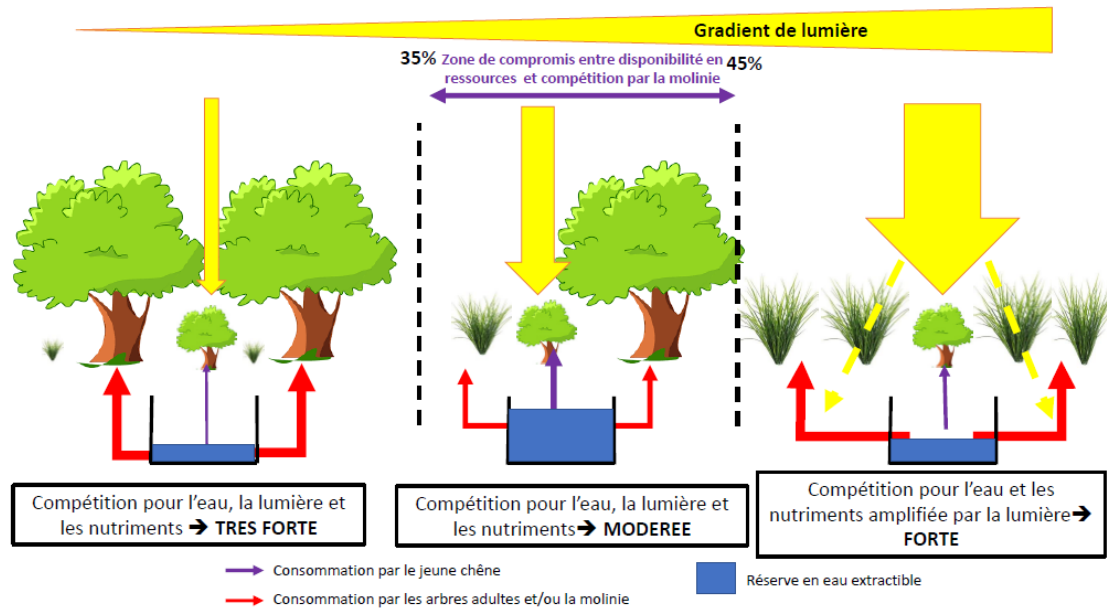 Gradient de lumière
35% Zone de compromis entre disponibilité en 45%
ressources et compétition par la molinie
Compétition pour l'eau, la lumière et
les nutriments ➔ TRES FORTE
Compétition pour l'eau, la lumière et
les nutriments➔ MODEREE
Compétition pour l'eau et les
nutriments amplifiée par la lumière➔
FORTE
Consommation par le jeune chêne
Consommation par les arbres adultes et/ou la molinie
Réserve en eau extractible